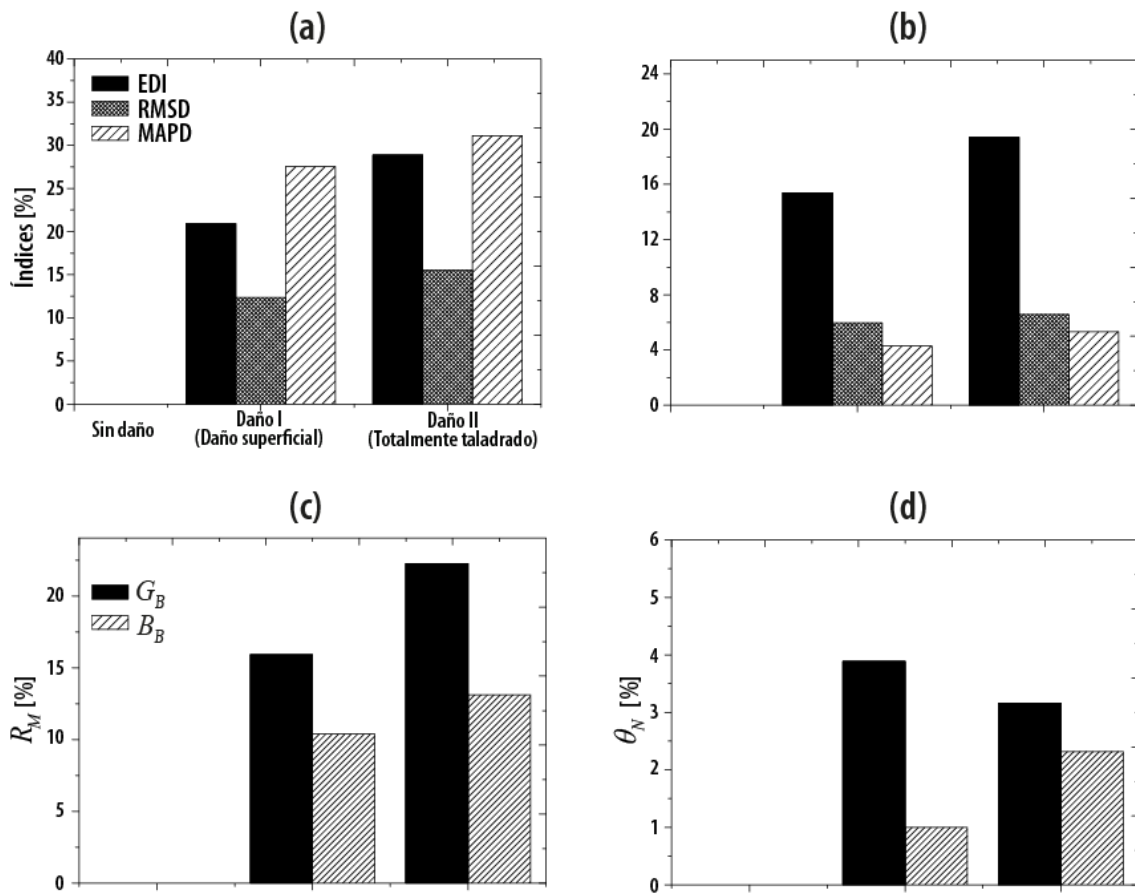 (a)
40
35
30
25
20
15
10
5
0
Índices [%]
EDI
RMSD
MAPD
Sin daño
Daño I
(Daño superficial)
Daño II
(Totalmente taladrado)
(b)
24
20
16
12
8
4
0
(c)
20
15
10
5
0
R_M [%]
G_B
B_B
(d)
6
5
4
3
2
1
0
θ_N [%]